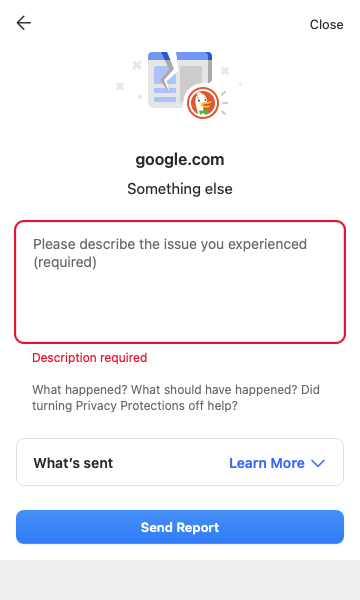 Close
google.com
Something else
Please describe the issue you experienced
(required)
Description required
What happened? What should have happened? Did
turning Privacy Protections off help?
What’s sent
Learn More
Send Report